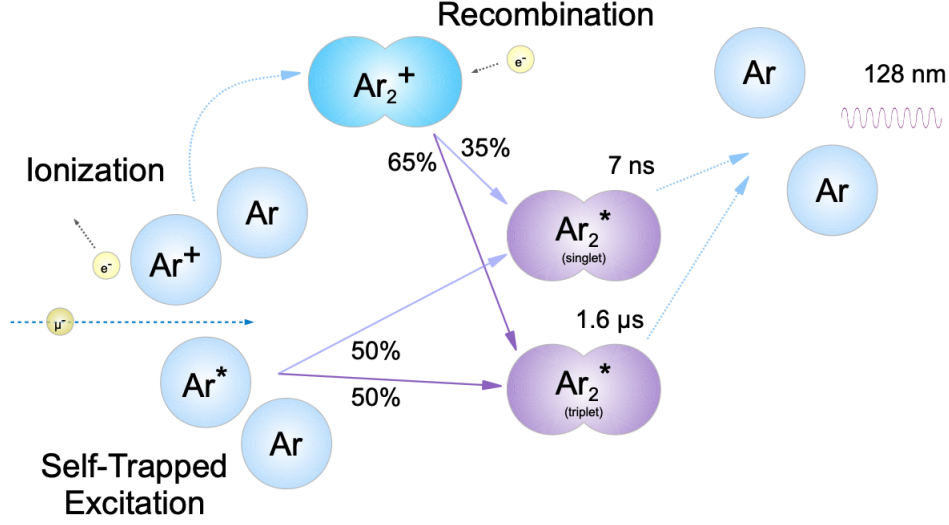 Recombination
Ar₂⁺
e⁻
Ar
128 nm
Ionization
65%
35%
7 ns
Ar
Ar
Ar⁺
e⁻
Ar₂*
(singlet)
μ⁻
1.6 μs
50%
50%
Ar*
Ar₂*
(triplet)
Ar
Self-Trapped
Excitation